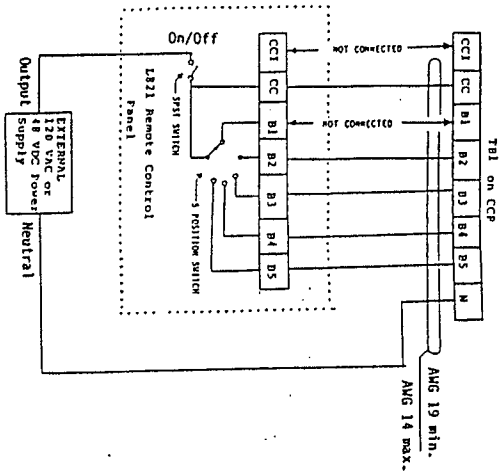 On/Off
CCI
CC
B1
B2
B3
B4
B5
NOT CONNECTED
NOT CONNECTED
CCI
CC
B1
B2
B3
B4
B5
N
TB1 on CCP
SPST SWITCH
5 POSITION SWITCH
L821 Remote Control
Panel
Output
EXTERNAL
120 VAC or
48 VDC Power
Supply
Neutral
AWG 19 min.
AWG 14 max.